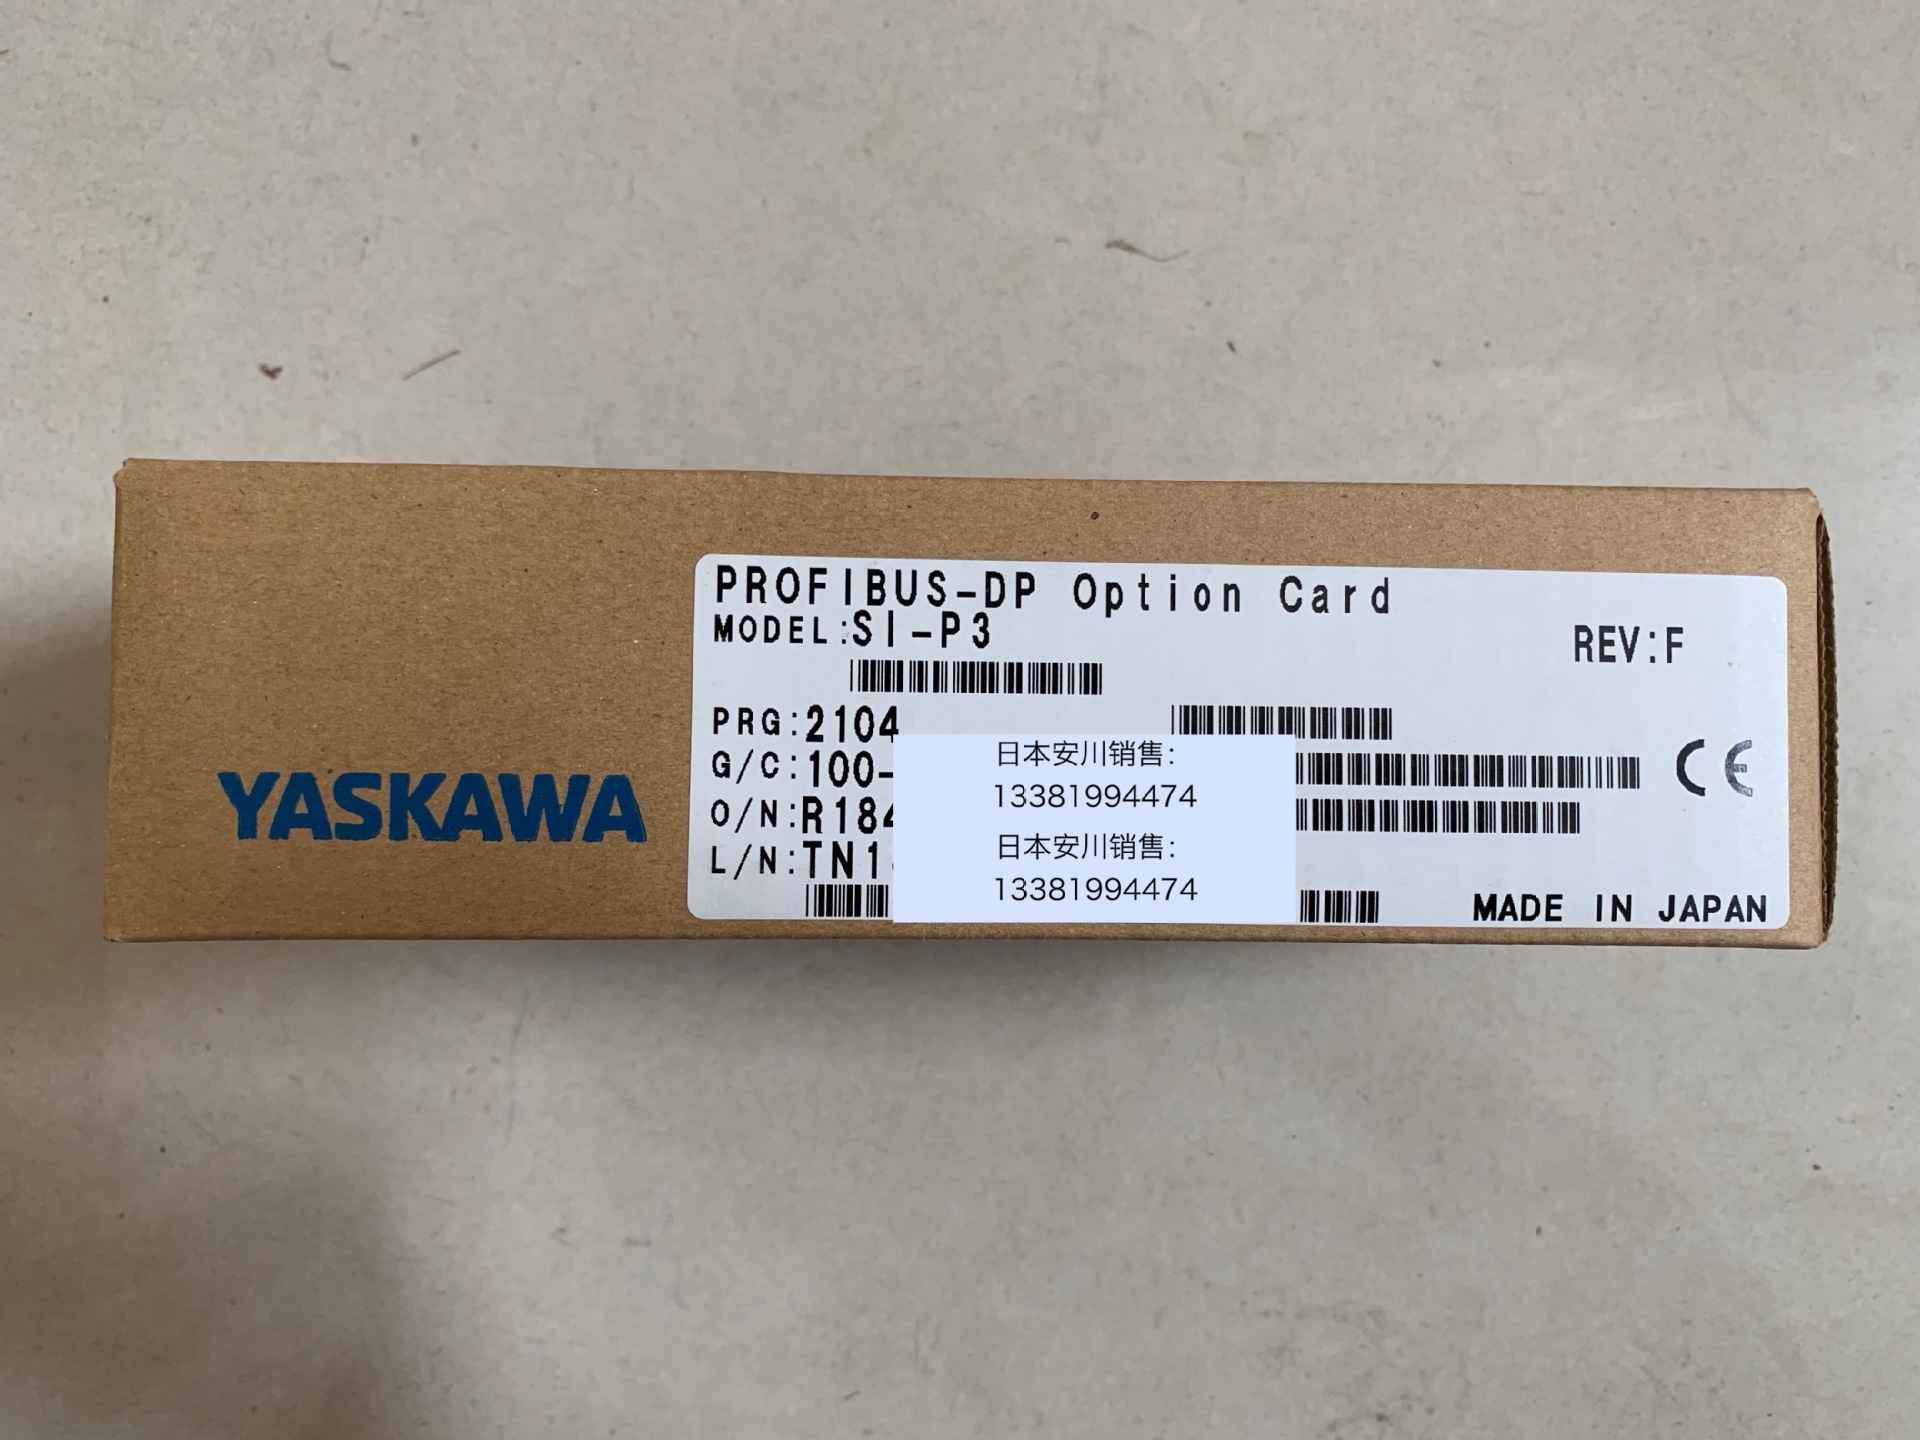 YASKAWA
PROFIBUS-DP Option Card
MODEL:SI-P3
REV:F
PRG:2104
G/C:100-
O/N:R184
L/N:TN1
日本安川销售：
13381994474
日本安川销售：
13381994474
CE
MADE IN JAPAN